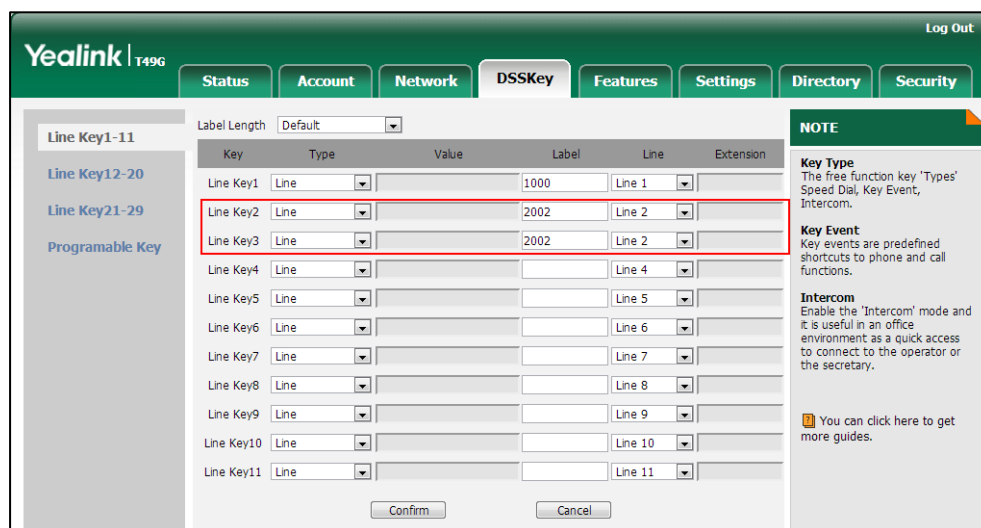 Log Out
Yealink T49G
Status Account Network DSSKey Features Settings Directory Security
Line Key1-11
Line Key12-20
Line Key21-29
Programable Key
Label Length Default
Key Type Value Label Line Extension
Line Key1 Line 1000 Line 1
Line Key2 Line 2002 Line 2
Line Key3 Line 2002 Line 2
Line Key4 Line Line 4
Line Key5 Line Line 5
Line Key6 Line Line 6
Line Key7 Line Line 7
Line Key8 Line Line 8
Line Key9 Line Line 9
Line Key10 Line Line 10
Line Key11 Line Line 11
Confirm Cancel
NOTE
Key Type
The free function key 'Types'
Speed Dial, Key Event,
Intercom.
Key Event
Key events are predefined
shortcuts to phone and call
functions.
Intercom
Enable the 'Intercom' mode and
it is useful in an office
environment as a quick access
to connect to the operator or
the secretary.
? You can click here to get
more guides.